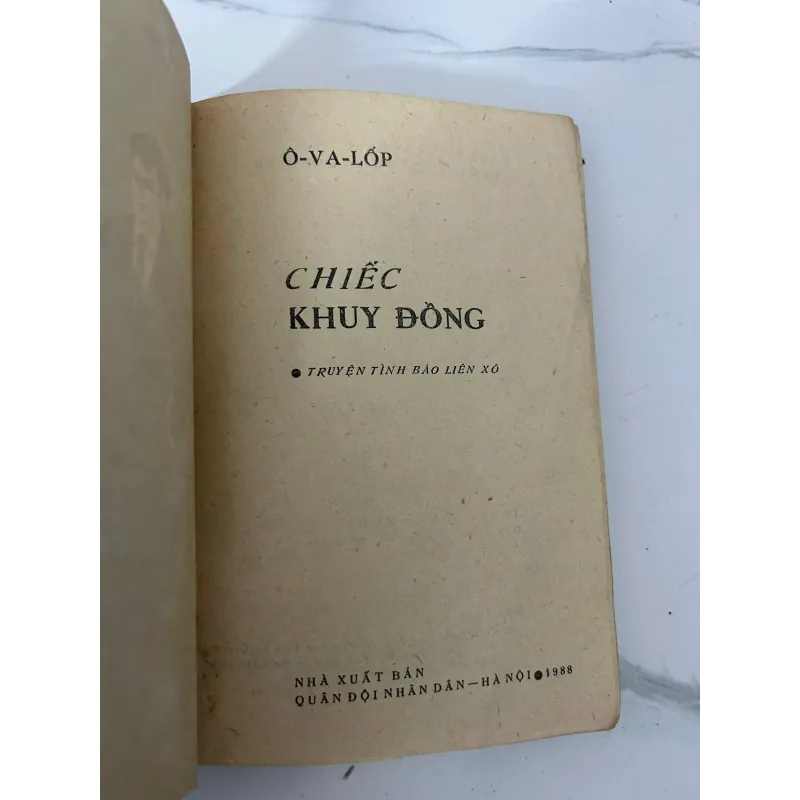 Ô-VA-LỐP
CHIẾC
KHUY ĐỒNG
● TRUYỆN TÌNH BÁO LIÊN XÔ
NHÀ XUẤT BẢN
QUÂN ĐỘI NHÂN DÂN — HÀ NỘI ● 1988